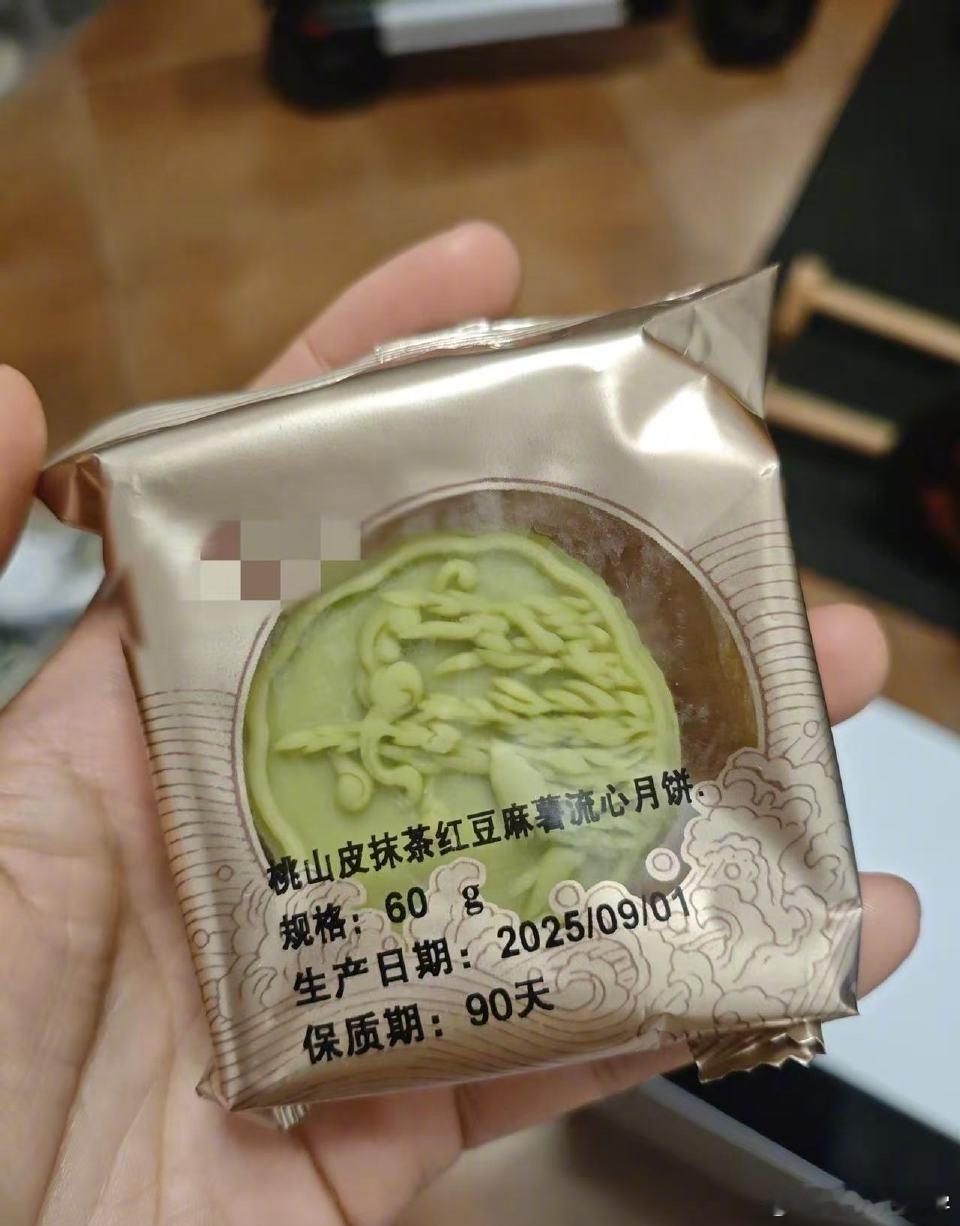 桃山皮抹茶红豆麻薯流心月饼.
规格：60 g
生产日期：2025/09/01
保质期：90天